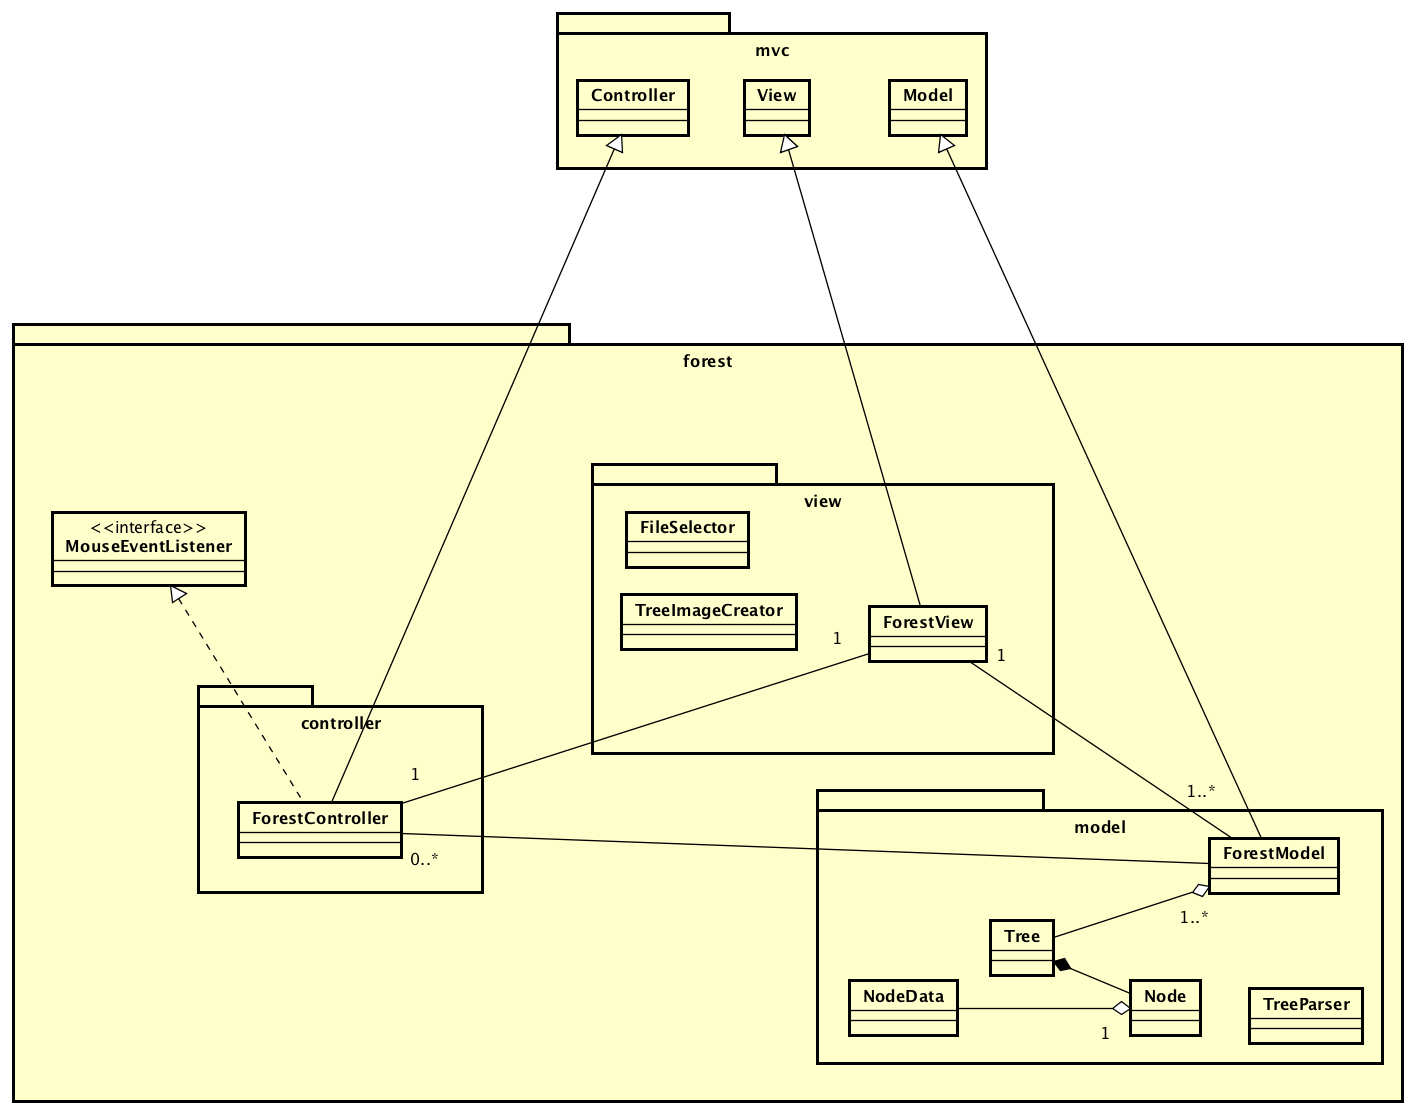 mvc
Controller
View
Model
forest
view
<<interface>>
MouseEventListener
FileSelector
TreeImageCreator
ForestView
1
1
controller
1
ForestController
0..*
1..*
model
ForestModel
1..*
Tree
NodeData
Node
TreeParser
1